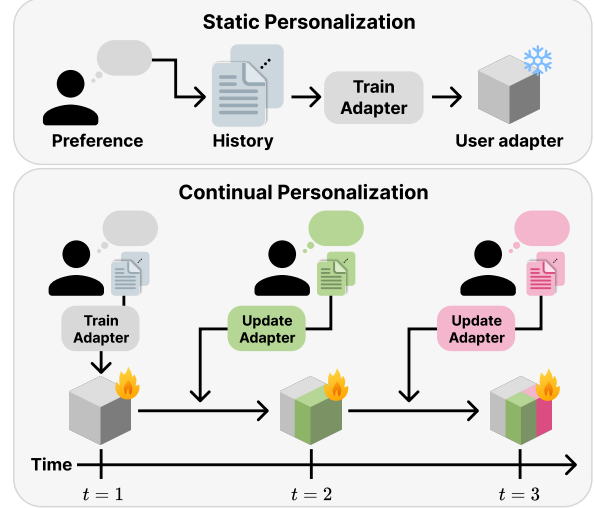 Static Personalization
Train
Adapter
Preference
History
User adapter
Continual Personalization
Train
Adapter
Update
Adapter
Update
Adapter
Time
t = 1
t = 2
t = 3